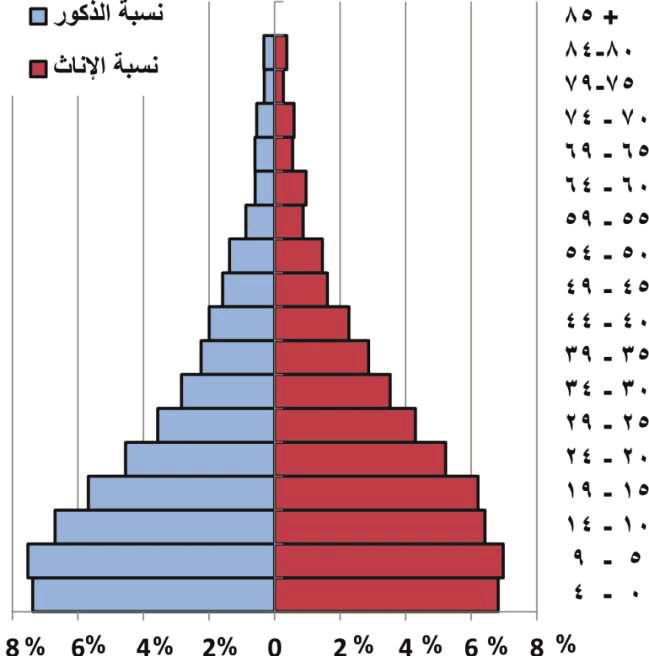 نسبة الذكور
نسبة الإناث
+ ٨٥
٨٠-٨٤
٧٥-٧٩
٧٠ - ٧٤
٦٥ - ٦٩
٦٠ - ٦٤
٥٥ - ٥٩
٥٠ - ٥٤
٤٥ - ٤٩
٤٠ - ٤٤
٣٥ - ٣٩
٣٠ - ٣٤
٢٥ - ٢٩
٢٠ - ٢٤
١٥ - ١٩
١٠ - ١٤
٥ - ٩
٠ - ٤
8% 6% 4% 2% 0 2% 4% 6% 8 %